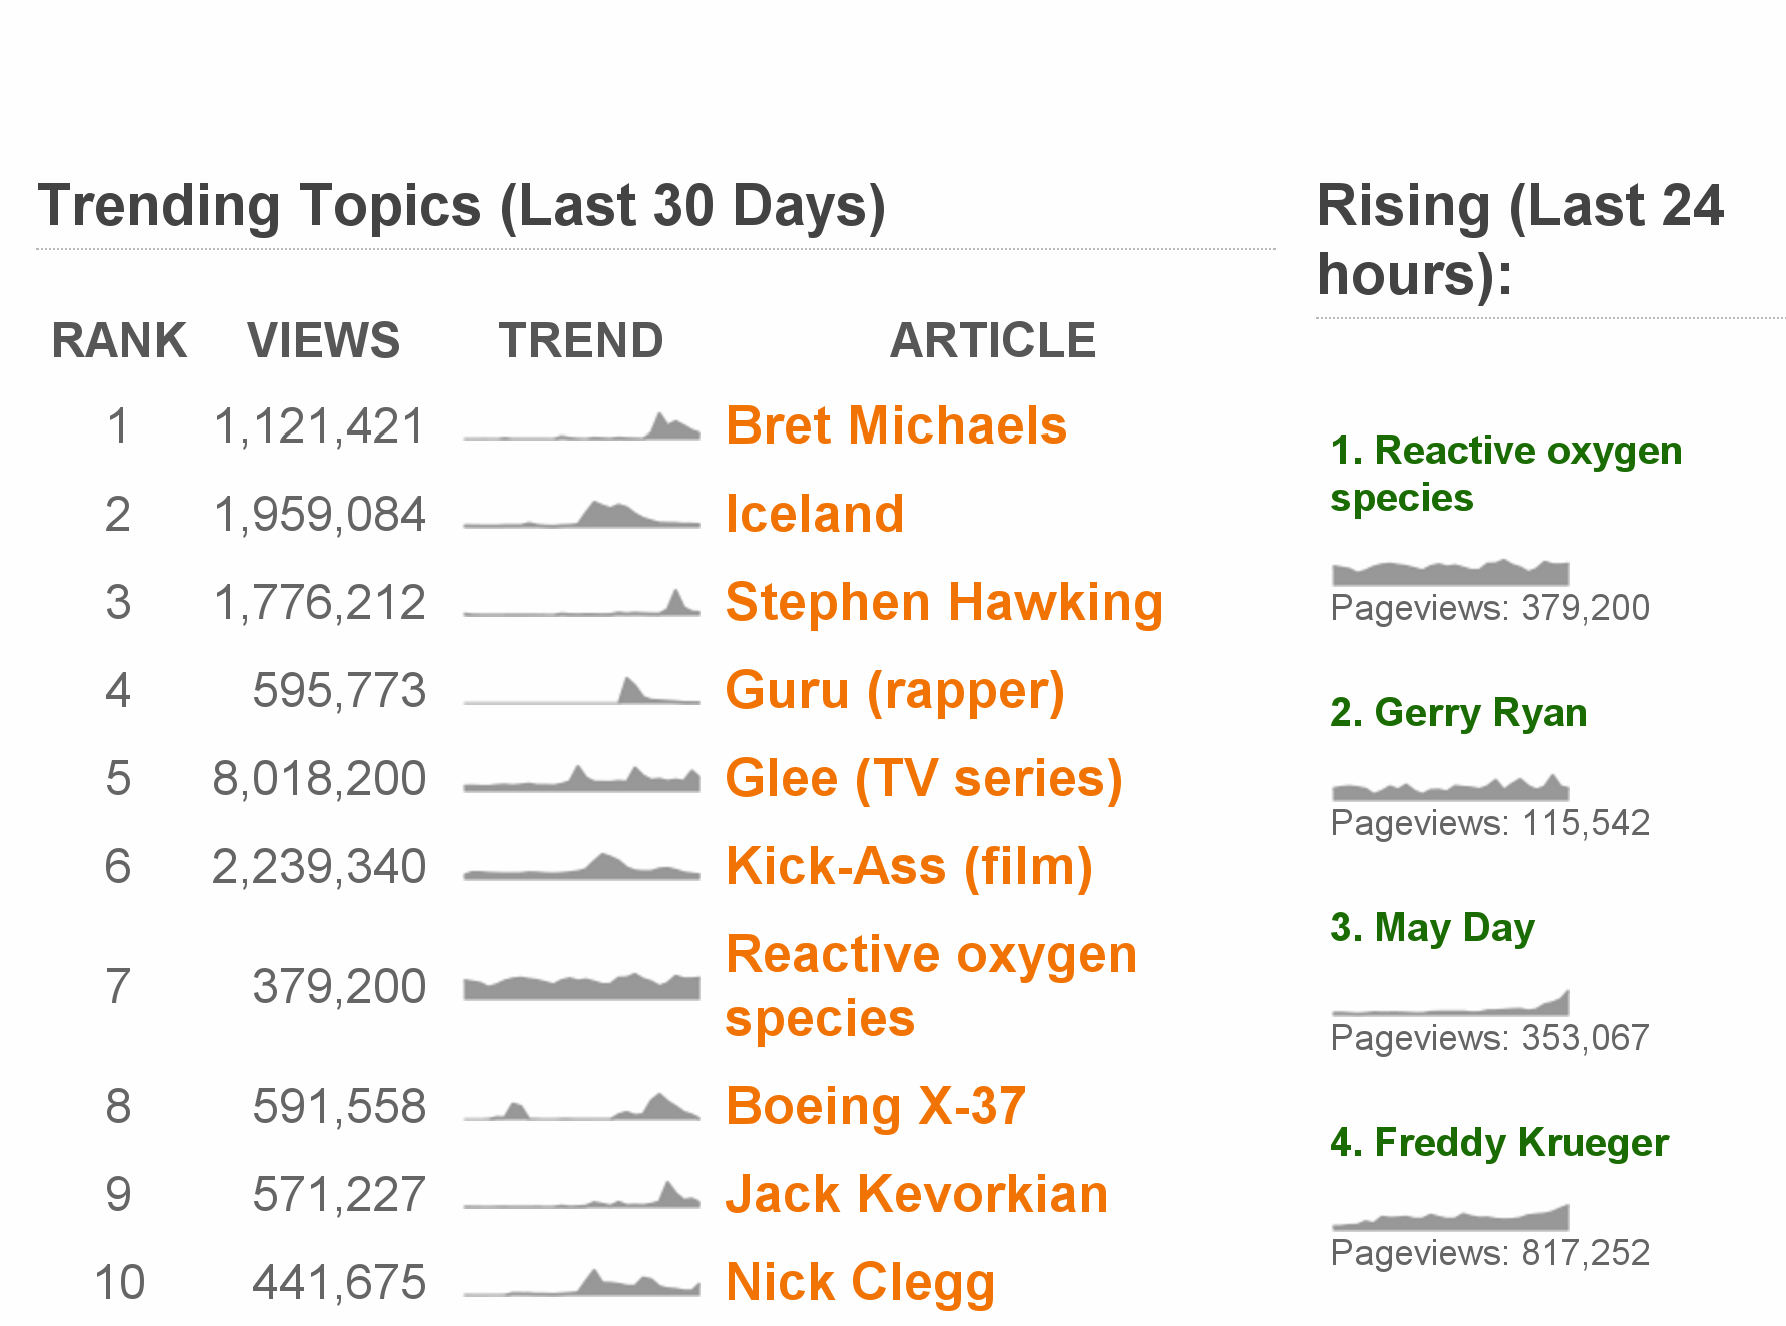 Trending Topics (Last 30 Days)
RANK VIEWS TREND ARTICLE
1 1,121,421 Bret Michaels
2 1,959,084 Iceland
3 1,776,212 Stephen Hawking
4 595,773 Guru (rapper)
5 8,018,200 Glee (TV series)
6 2,239,340 Kick-Ass (film)
7 379,200 Reactive oxygen
species
8 591,558 Boeing X-37
9 571,227 Jack Kevorkian
10 441,675 Nick Clegg
Rising (Last 24
hours):
1. Reactive oxygen
species
Pageviews: 379,200
2. Gerry Ryan
Pageviews: 115,542
3. May Day
Pageviews: 353,067
4. Freddy Krueger
Pageviews: 817,252